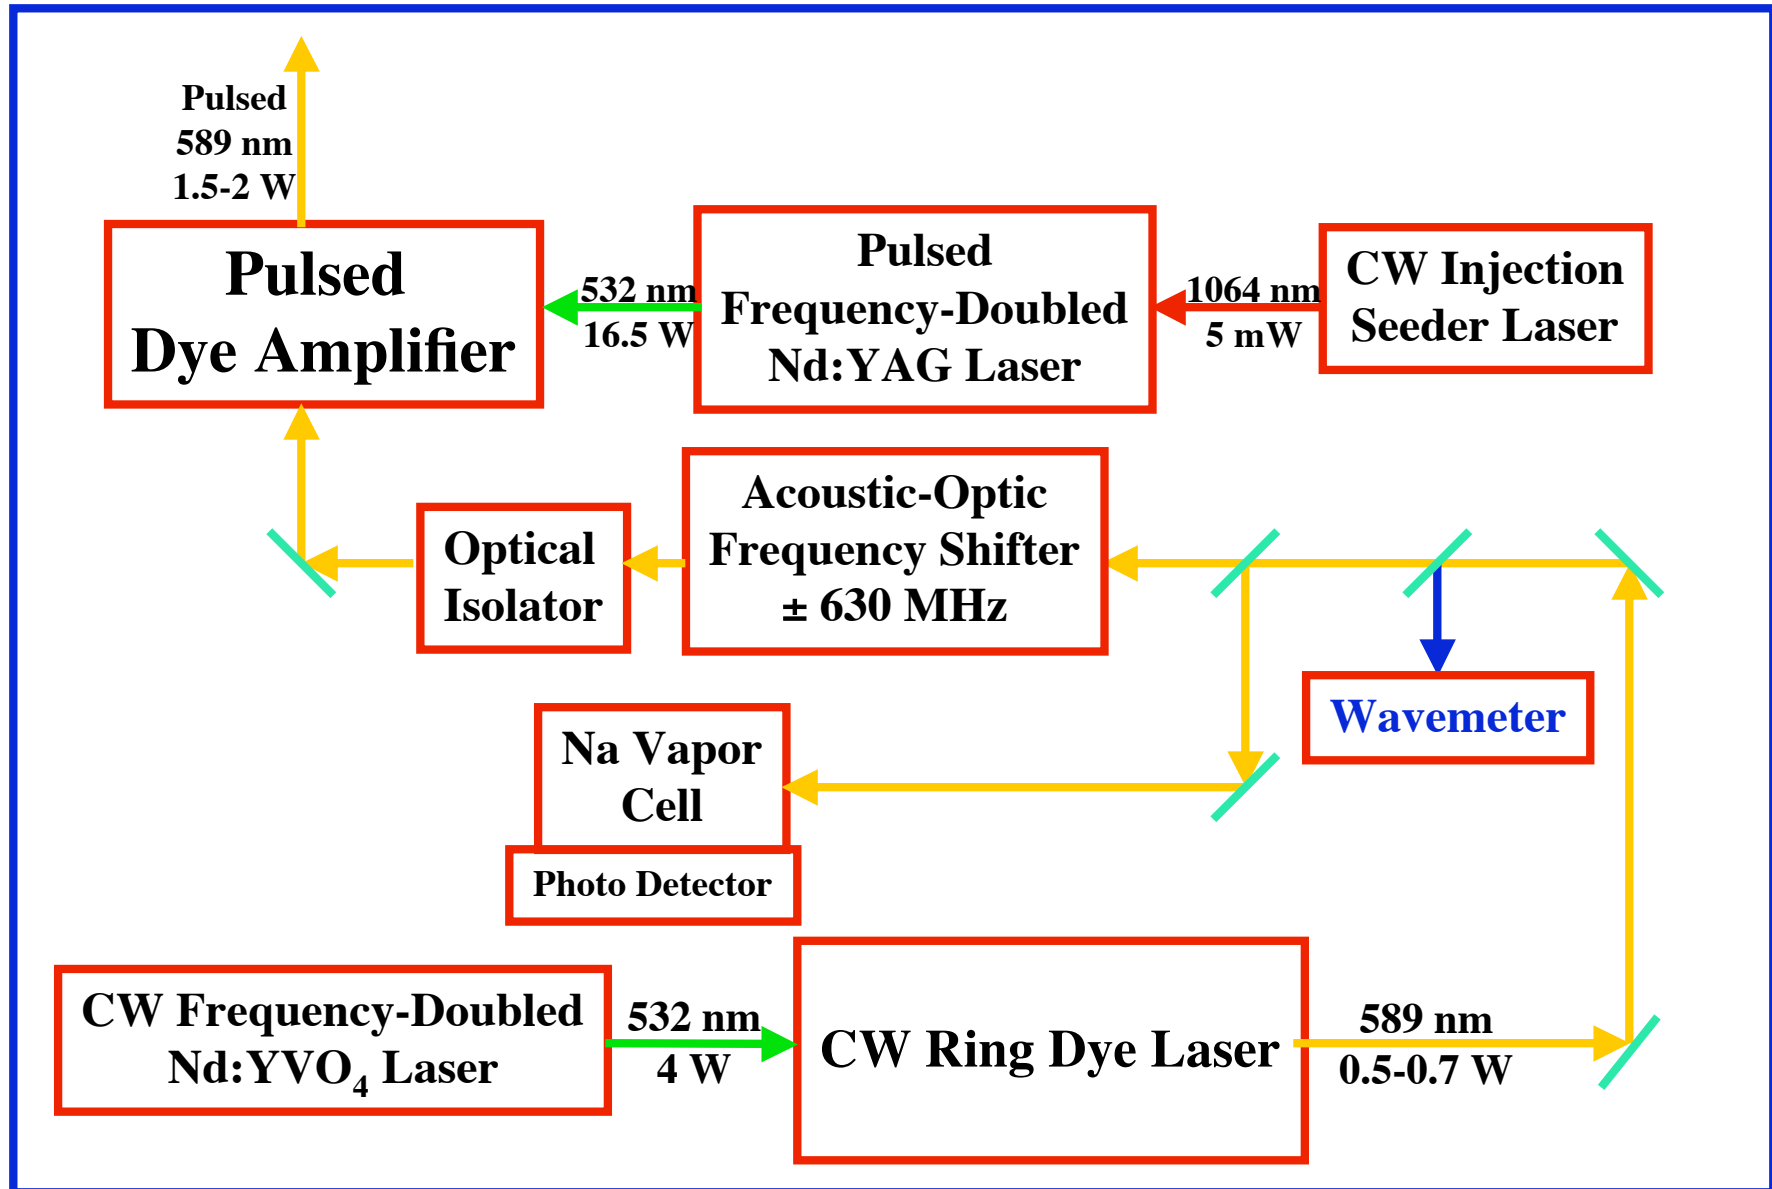 Pulsed
589 nm
1.5-2 W
Pulsed
Dye Amplifier
532 nm
16.5 W
Pulsed
Frequency-Doubled
Nd:YAG Laser
1064 nm
5 mW
CW Injection
Seeder Laser
Optical
Isolator
Acoustic-Optic
Frequency Shifter
± 630 MHz
Wavemeter
Na Vapor
Cell
Photo Detector
CW Frequency-Doubled
Nd:YVO₄ Laser
532 nm
4 W
CW Ring Dye Laser
589 nm
0.5-0.7 W